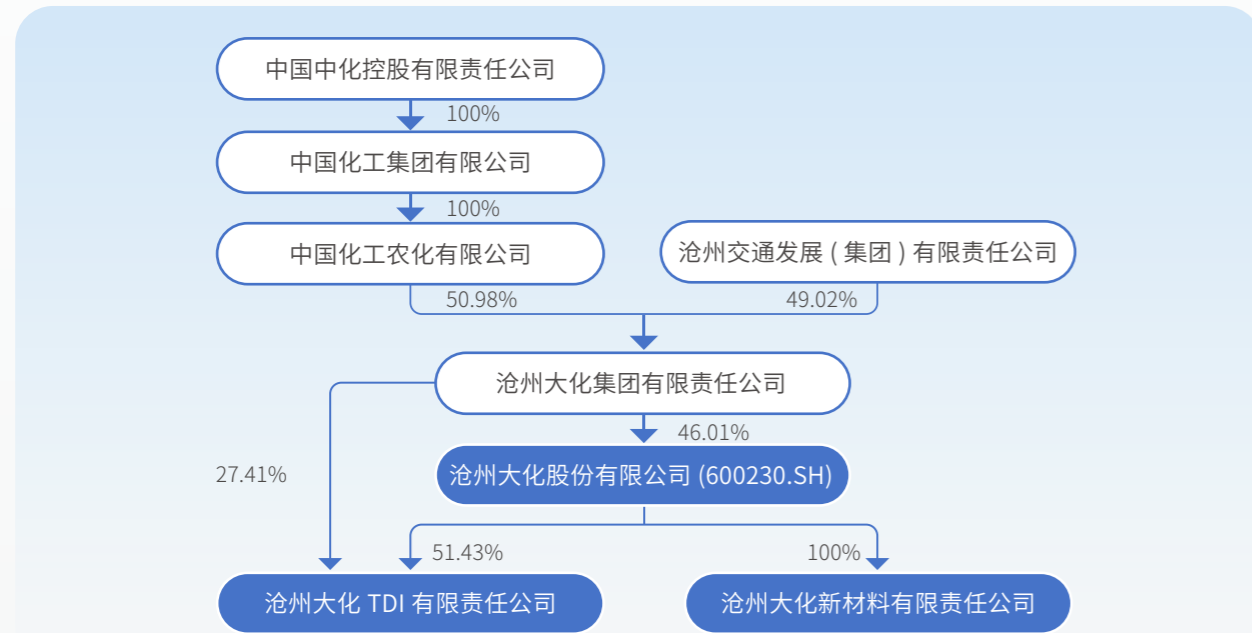 中国中化控股有限责任公司
100%
中国化工集团有限公司
100%
中国化工农化有限公司
沧州交通发展 ( 集团 ) 有限责任公司
50.98%
49.02%
沧州大化集团有限责任公司
46.01%
27.41%
沧州大化股份有限公司 (600230.SH)
51.43%
100%
沧州大化 TDI 有限责任公司
沧州大化新材料有限责任公司